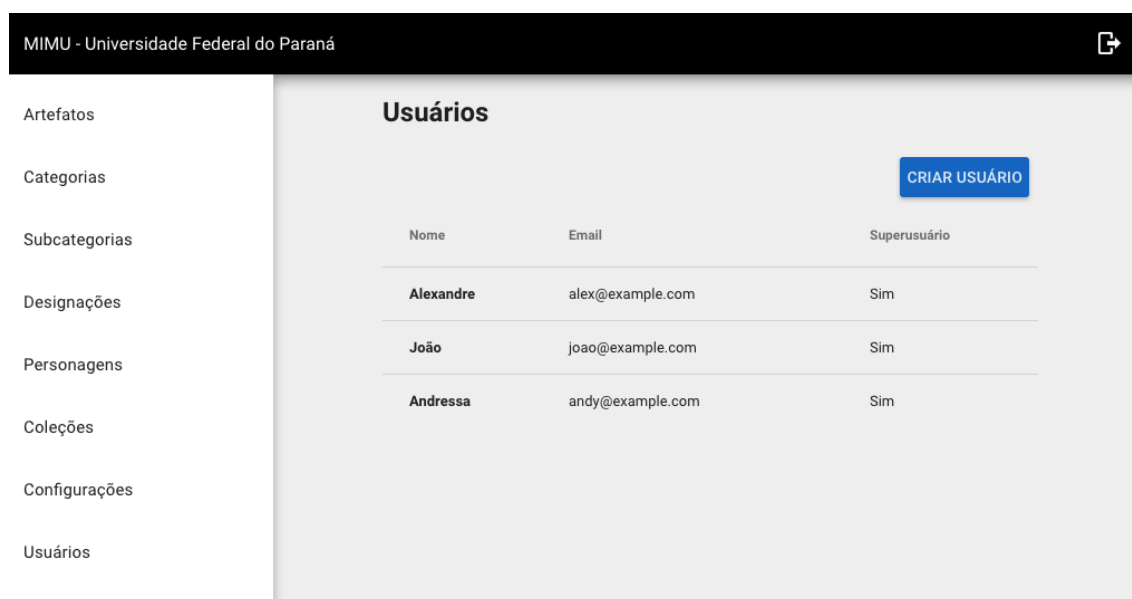 MIMU - Universidade Federal do Paraná
Artefatos
Categorias
Subcategorias
Designações
Personagens
Coleções
Configurações
Usuários
Usuários
CRIAR USUÁRIO
Nome Email Superusuário
Alexandre alex@example.com Sim
João joao@example.com Sim
Andressa andy@example.com Sim